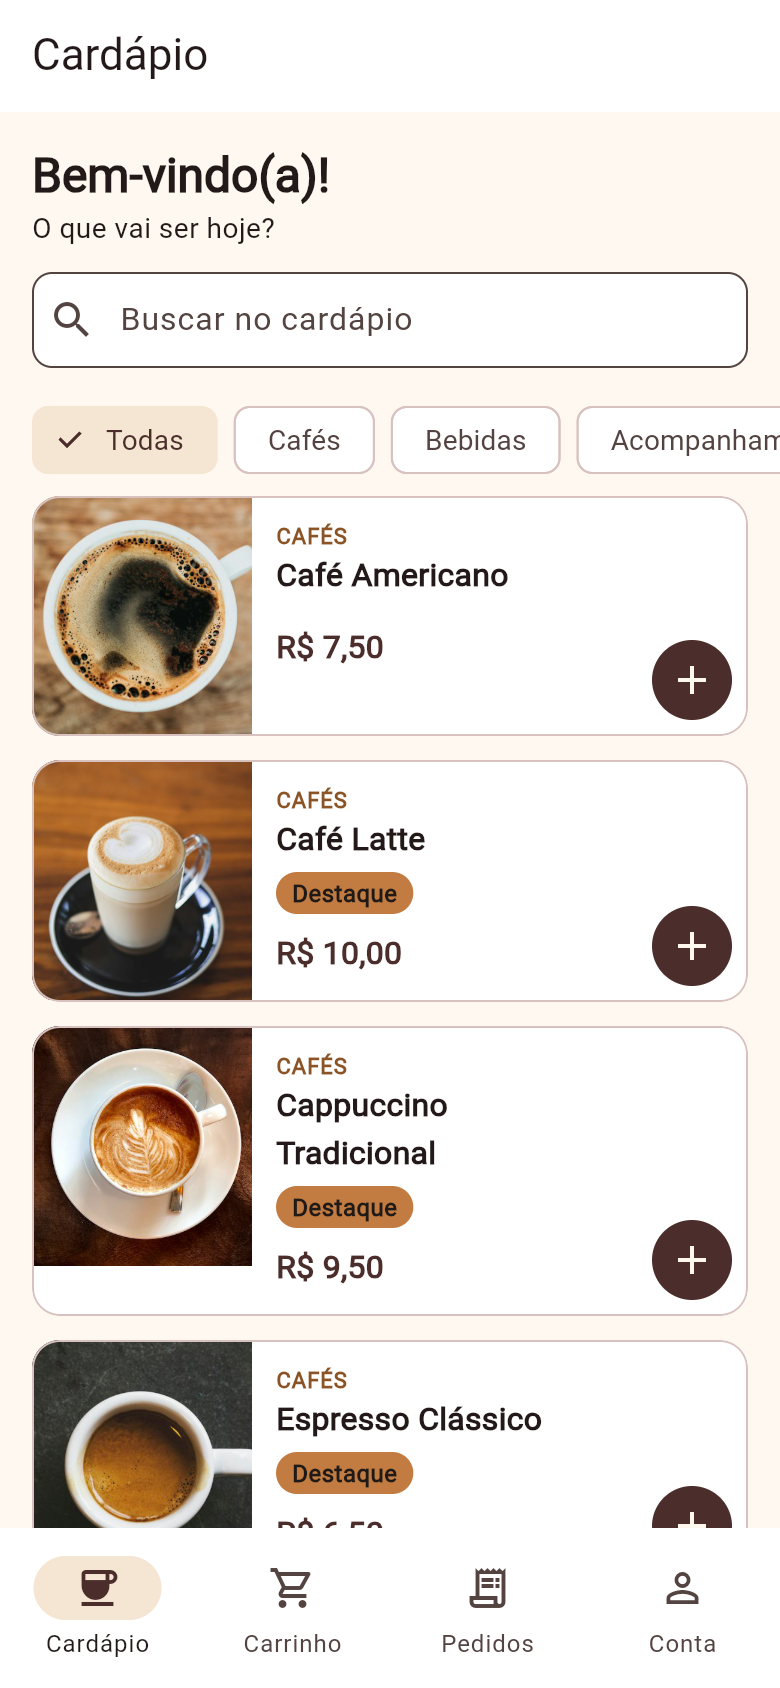 Cardápio
Bem-vindo(a)!
O que vai ser hoje?
Buscar no cardápio
Todas
Cafés
Bebidas
CAFÉS
Café Americano
R$ 7,50
CAFÉS
Café Latte
Destaque
R$ 10,00
CAFÉS
Cappuccino
Tradicional
Destaque
R$ 9,50
CAFÉS
Espresso Clássico
Destaque
Cardápio
Carrinho
Pedidos
Conta